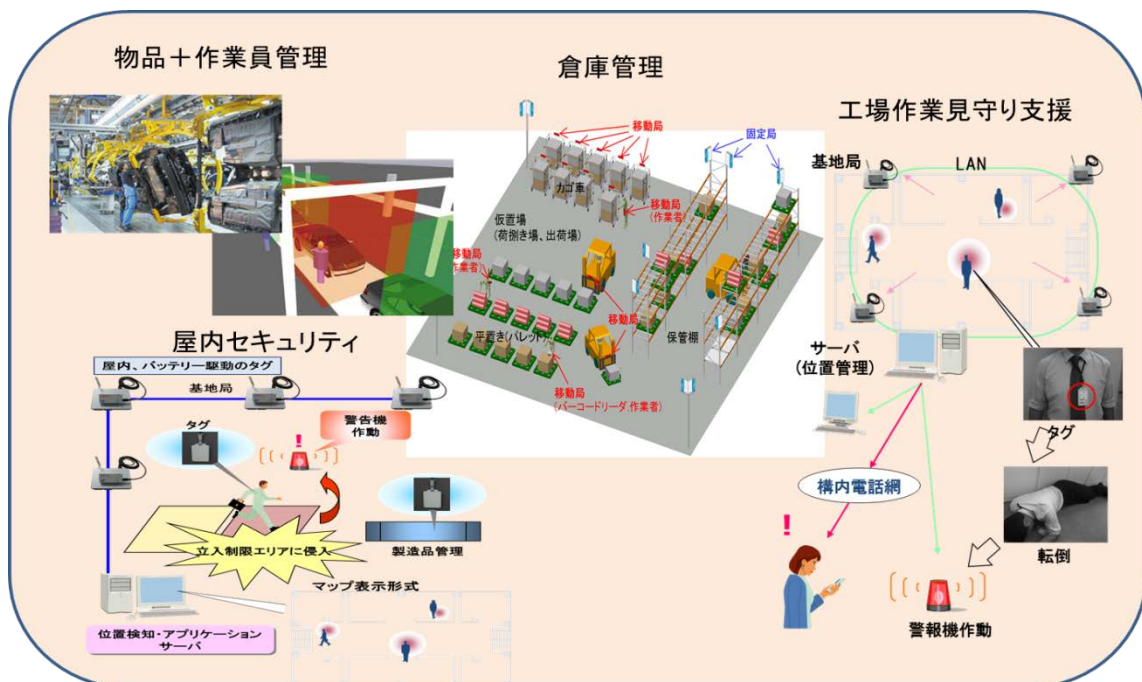 物品＋作業員管理
倉庫管理
移動局
固定局
カゴ車
移動局
(作業者)
仮置場
(荷捌き場、出荷場)
移動局
作業者)
移動局
平置き(パレット)
保管棚
移動局
(バーコードリーダ,作業者)
工場作業見守り支援
基地局
LAN
サーバ
(位置管理)
タグ
構内電話網
転倒
!
警報機作動
屋内セキュリティ
屋内、バッテリー駆動のタグ
基地局
タグ
!
警告機
作動
立入制限エリアに侵入
製造品管理
マップ表示形式
位置検知・アプリケーション
サーバ